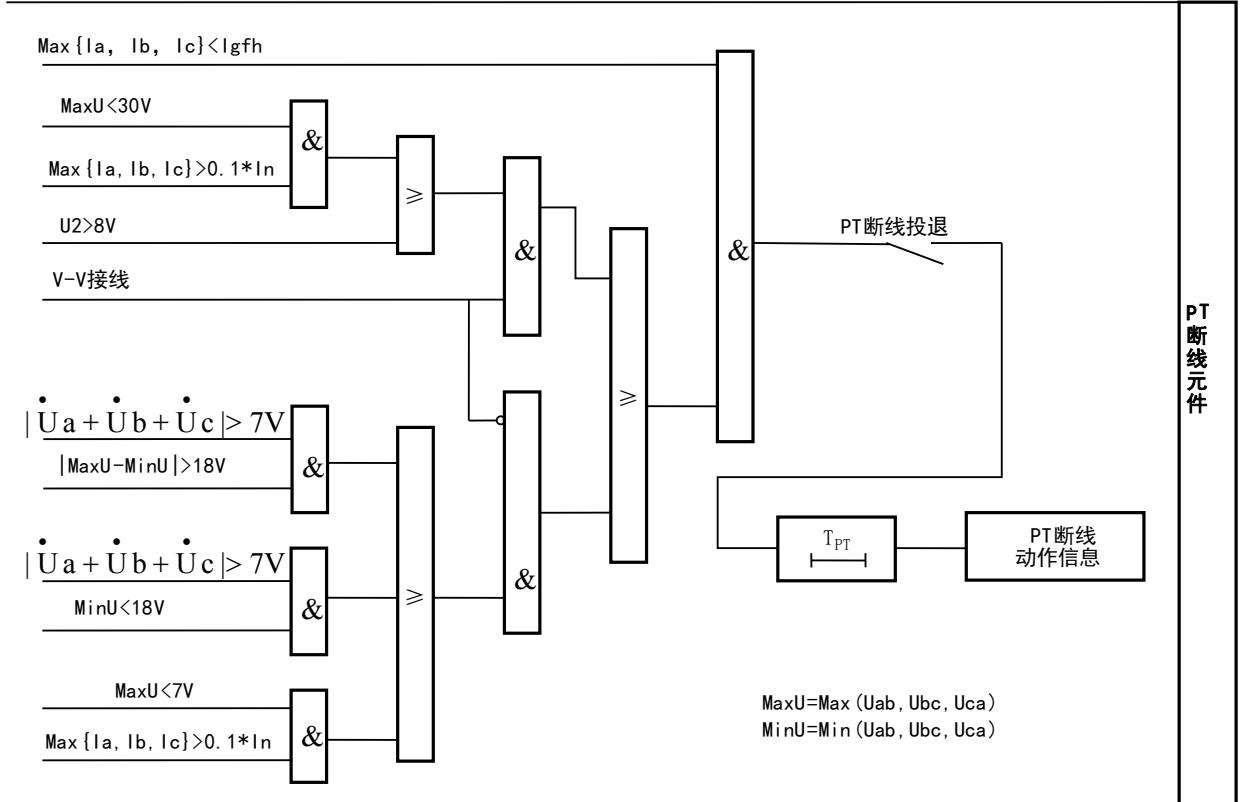 Max{Ia, Ib, Ic}<Igfh
MaxU<30V
&
Max{Ia,Ib,Ic}>0.1*In
≥
U2>8V
&
&
PT断线投退
V-V接线
PT断线元件
≥
|U̇a+U̇b+U̇c|>7V
|MaxU-MinU|>18V
&
|U̇a+U̇b+U̇c|>7V
MinU<18V
&
≥
&
TPT
PT断线
动作信息
MaxU<7V
Max{Ia,Ib,Ic}>0.1*In
&
MaxU=Max(Uab,Ubc,Uca)
MinU=Min(Uab,Ubc,Uca)